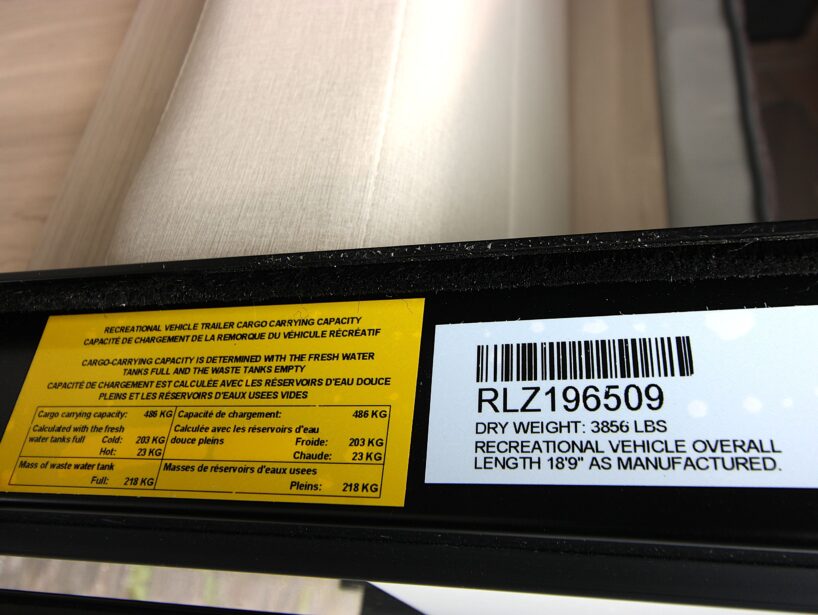 RECREATIONAL VEHICLE TRAILER CARGO CARRYING CAPACITY
CAPACITÉ DE CHARGEMENT DE LA REMORQUE DU VÉHICULE RÉCRÉATIF
CARGO-CARRYING CAPACITY IS DETERMINED WITH THE FRESH WATER
TANKS FULL AND THE WASTE TANKS EMPTY
CAPACITÉ DE CHARGEMENT EST CALCULÉE AVEC LES RÉSERVOIRS D'EAU DOUCE
PLEINS ET LES RÉSERVOIRS D'EAUX USÉES VIDES
Cargo carrying capacity: 486 KG
Calculated with the fresh
water tanks full Cold: 203 KG
Hot: 23 KG
Mass of waste water tank
Full: 218 KG
Capacité de chargement: 486 KG
Calculée avec les réservoirs d'eau
douce pleins Froide: 203 KG
Chaude: 23 KG
Masses de réservoirs d'eaux usees
Pleins: 218 KG
RLZ196509
DRY WEIGHT: 3856 LBS
RECREATIONAL VEHICLE OVERALL
LENGTH 18'9" AS MANUFACTURED.